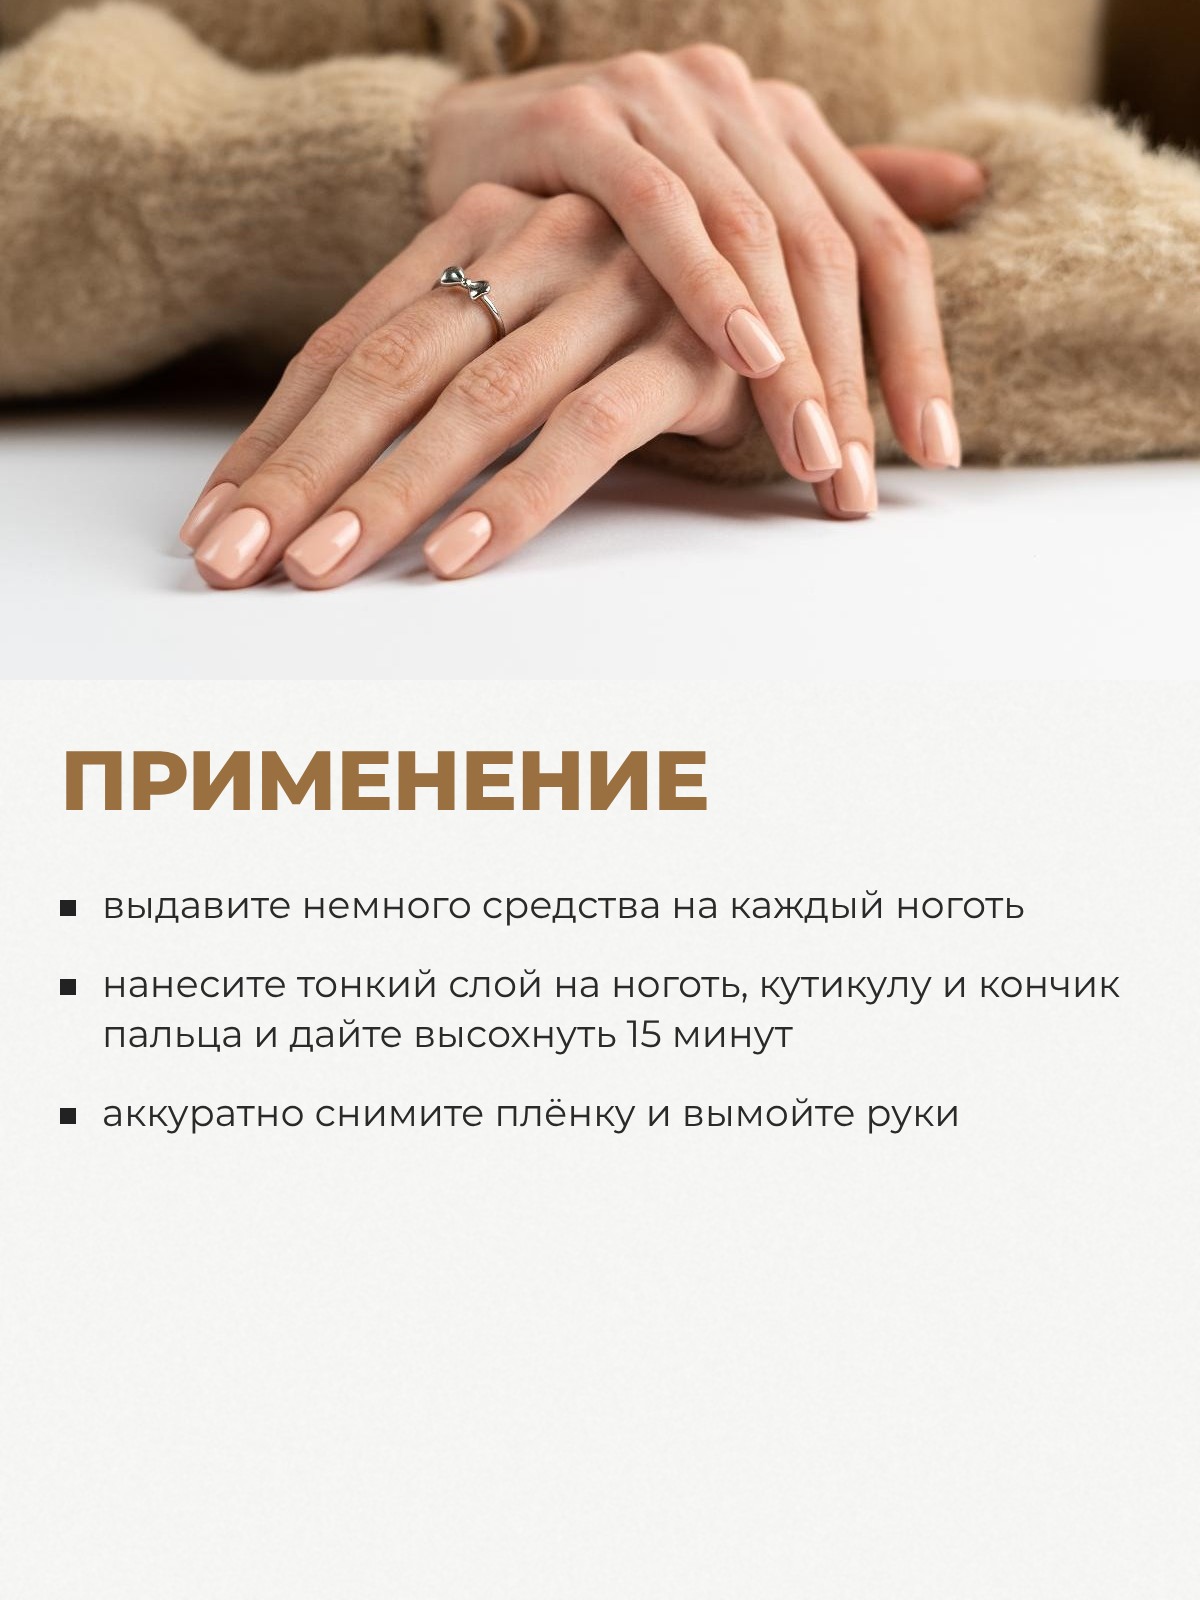 ПРИМЕНЕНИЕ
выдавите немного средства на каждый ноготь
нанесите тонкий слой на ноготь, кутикулу и кончик
пальца и дайте высохнуть 15 минут
аккуратно снимите плёнку и вымойте руки